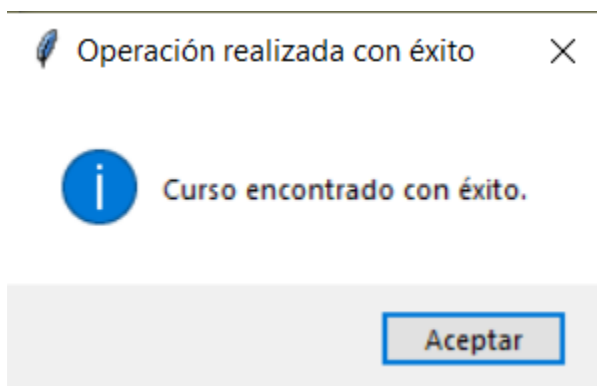 Operación realizada con éxito
Curso encontrado con éxito.
Aceptar